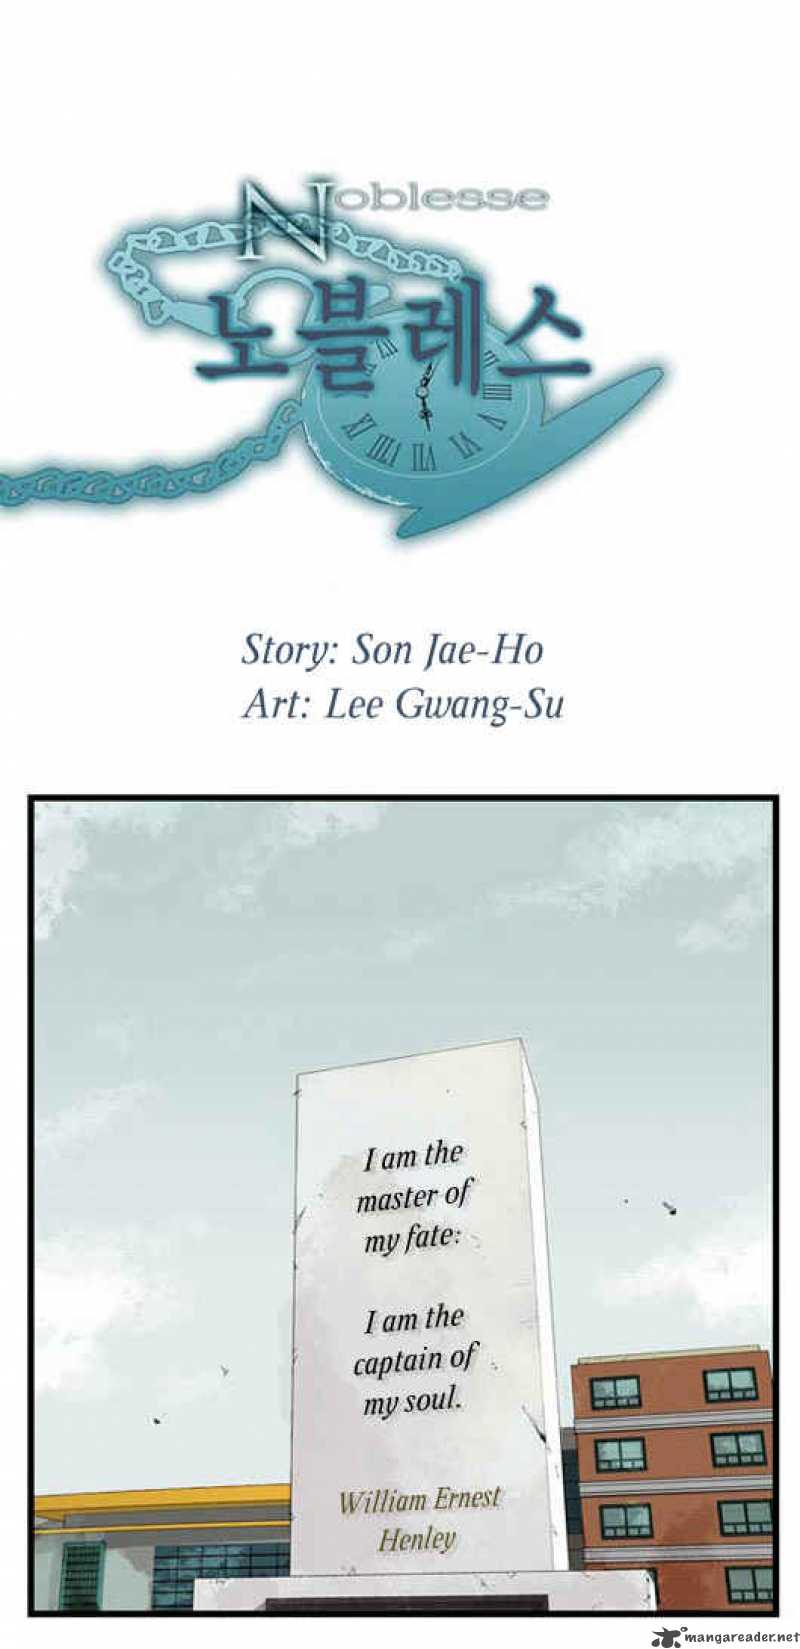 Noblesse
노블레스
Story: Son Jae-Ho
Art: Lee Gwang-Su
I am the
master of
my fate:
I am the
captain of
my soul.
William Ernest
Henley
mangareader.net